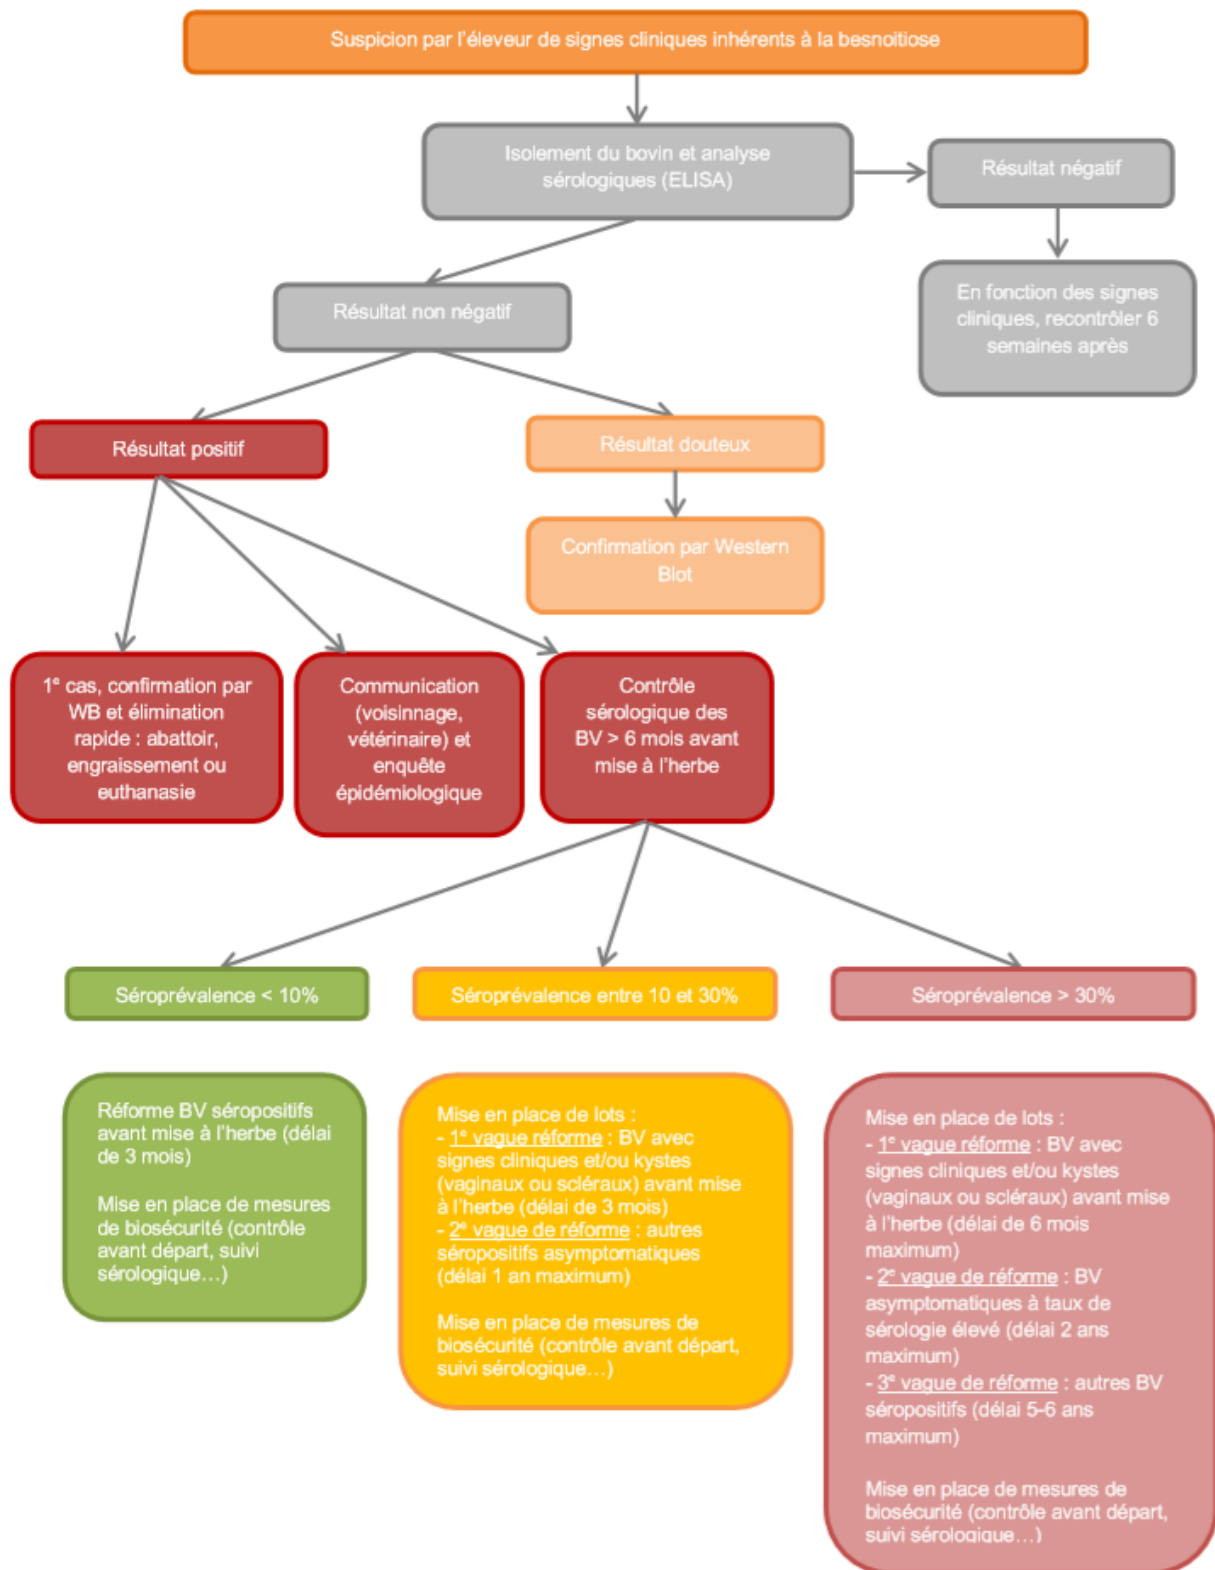 Suspicion par l'éleveur de signes cliniques inhérents à la besnoitiose
Isolement du bovin et analyse
sérologiques (ELISA)
Résultat négatif
En fonction des signes
cliniques, recontrôler 6
semaines après
Résultat non négatif
Résultat positif
Résultat douteux
Confirmation par Western
Blot
1ᵉ cas, confirmation par
WB et élimination
rapide : abattoir,
engraissement ou
euthanasie
Communication
(voisinnage,
vétérinaire) et
enquête
épidémiologique
Contrôle
sérologique des
BV > 6 mois avant
mise à l'herbe
Séroprévalence < 10%
Séroprévalence entre 10 et 30%
Séroprévalence > 30%
Réforme BV séropositifs
avant mise à l'herbe (délai
de 3 mois)
Mise en place de mesures
de biosécurité (contrôle
avant départ, suivi
sérologique…)
Mise en place de lots :
- 1ᵉ vague réforme : BV avec
signes cliniques et/ou kystes
(vaginaux ou scléraux) avant mise
à l'herbe (délai de 3 mois)
- 2ᵉ vague de réforme : autres
séropositifs asymptomatiques
(délai 1 an maximum)
Mise en place de mesures de
biosécurité (contrôle avant départ,
suivi sérologique…)
Mise en place de lots :
- 1ᵉ vague réforme : BV avec
signes cliniques et/ou kystes
(vaginaux ou scléraux) avant mise
à l'herbe (délai de 6 mois
maximum)
- 2ᵉ vague de réforme : BV
asymptomatiques à taux de
sérologie élevé (délai 2 ans
maximum)
- 3ᵉ vague de réforme : autres BV
séropositifs (délai 5-6 ans
maximum)
Mise en place de mesures de
biosécurité (contrôle avant départ,
suivi sérologique…)